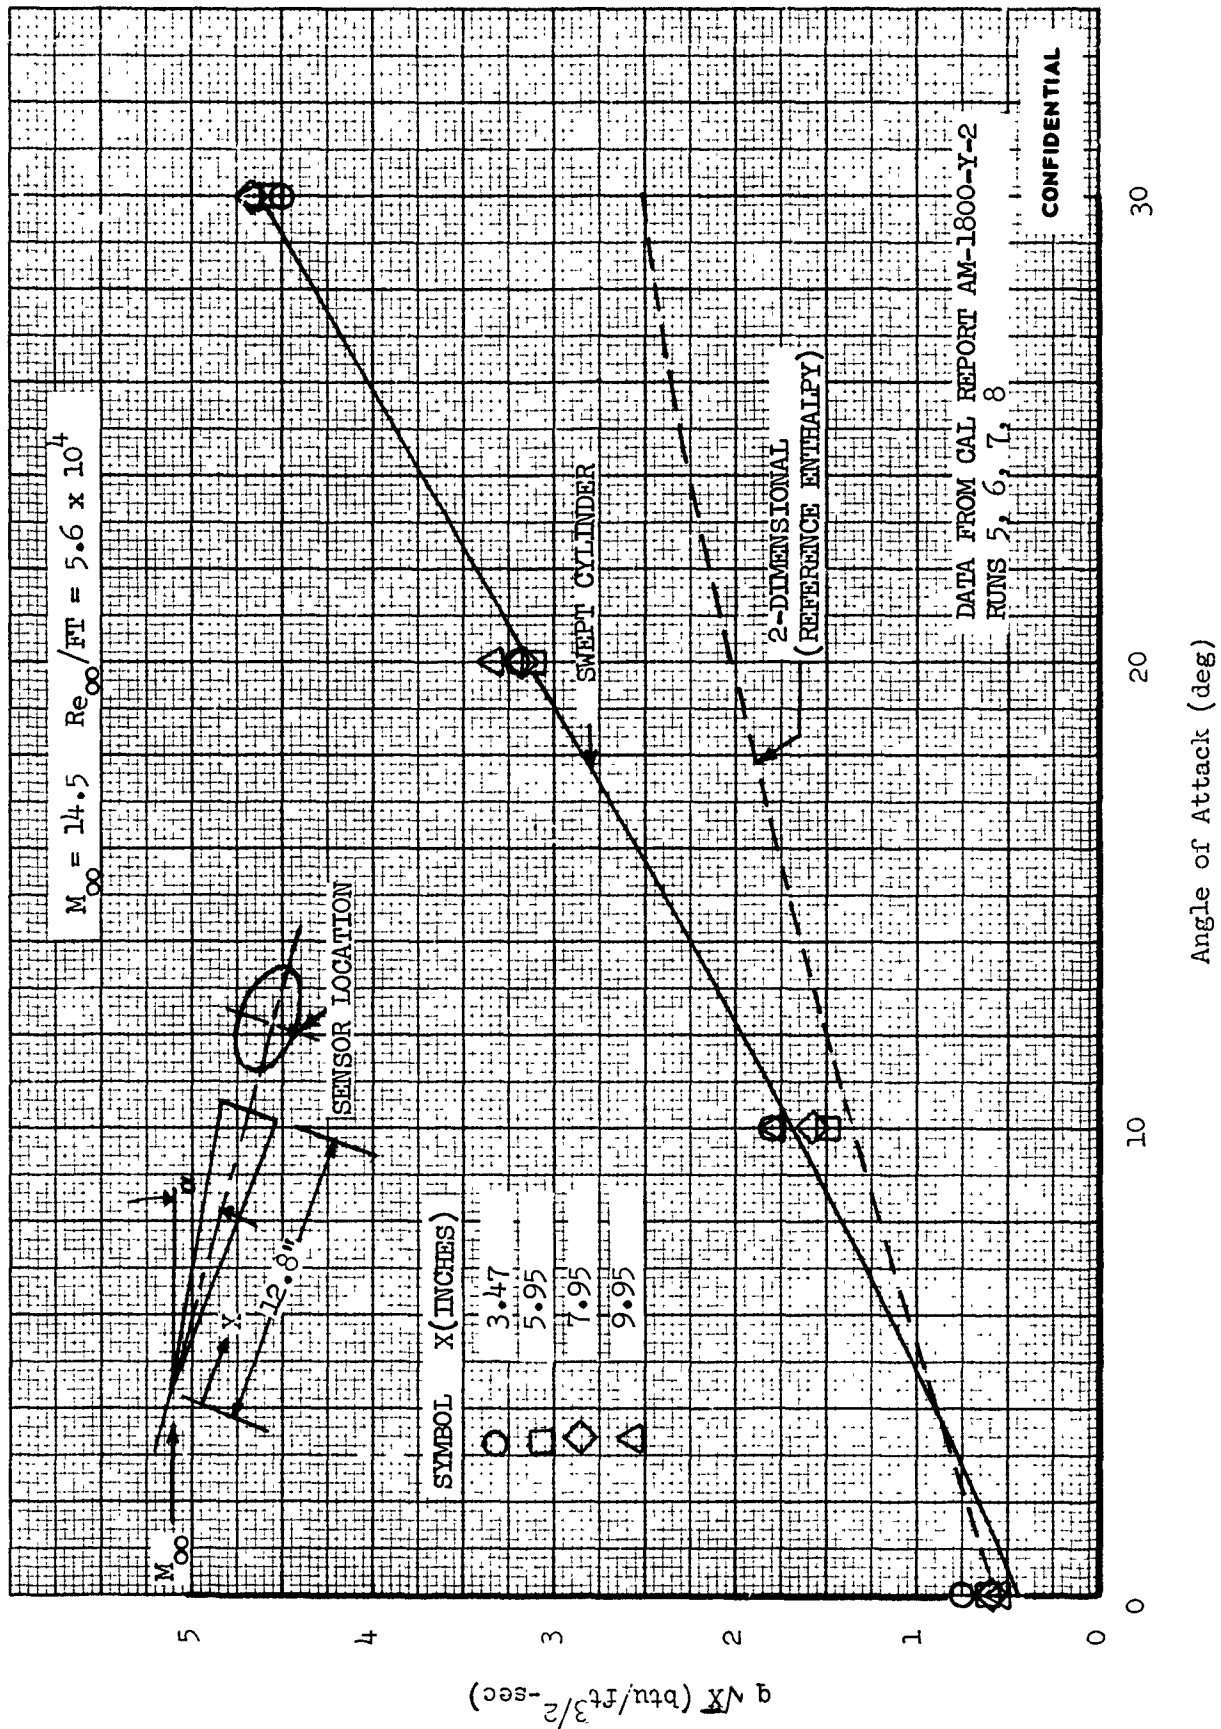 M∞ = 14.5 Re∞/FT = 5.6 x 10⁴
M∞
α
X
12.8"
SENSOR LOCATION
SYMBOL X(INCHES)
○ 3.47
□ 5.95
◇ 7.95
△ 9.95
SWEPT CYLINDER
2-DIMENSIONAL
(REFERENCE ENTHALPY)
DATA FROM CAL REPORT AM-1800-Y-2
RUNS 5, 6, 7, 8
CONFIDENTIAL
q √X (btu/ft³/²-sec)
5
4
3
2
1
0
0
10
20
30
Angle of Attack (deg)